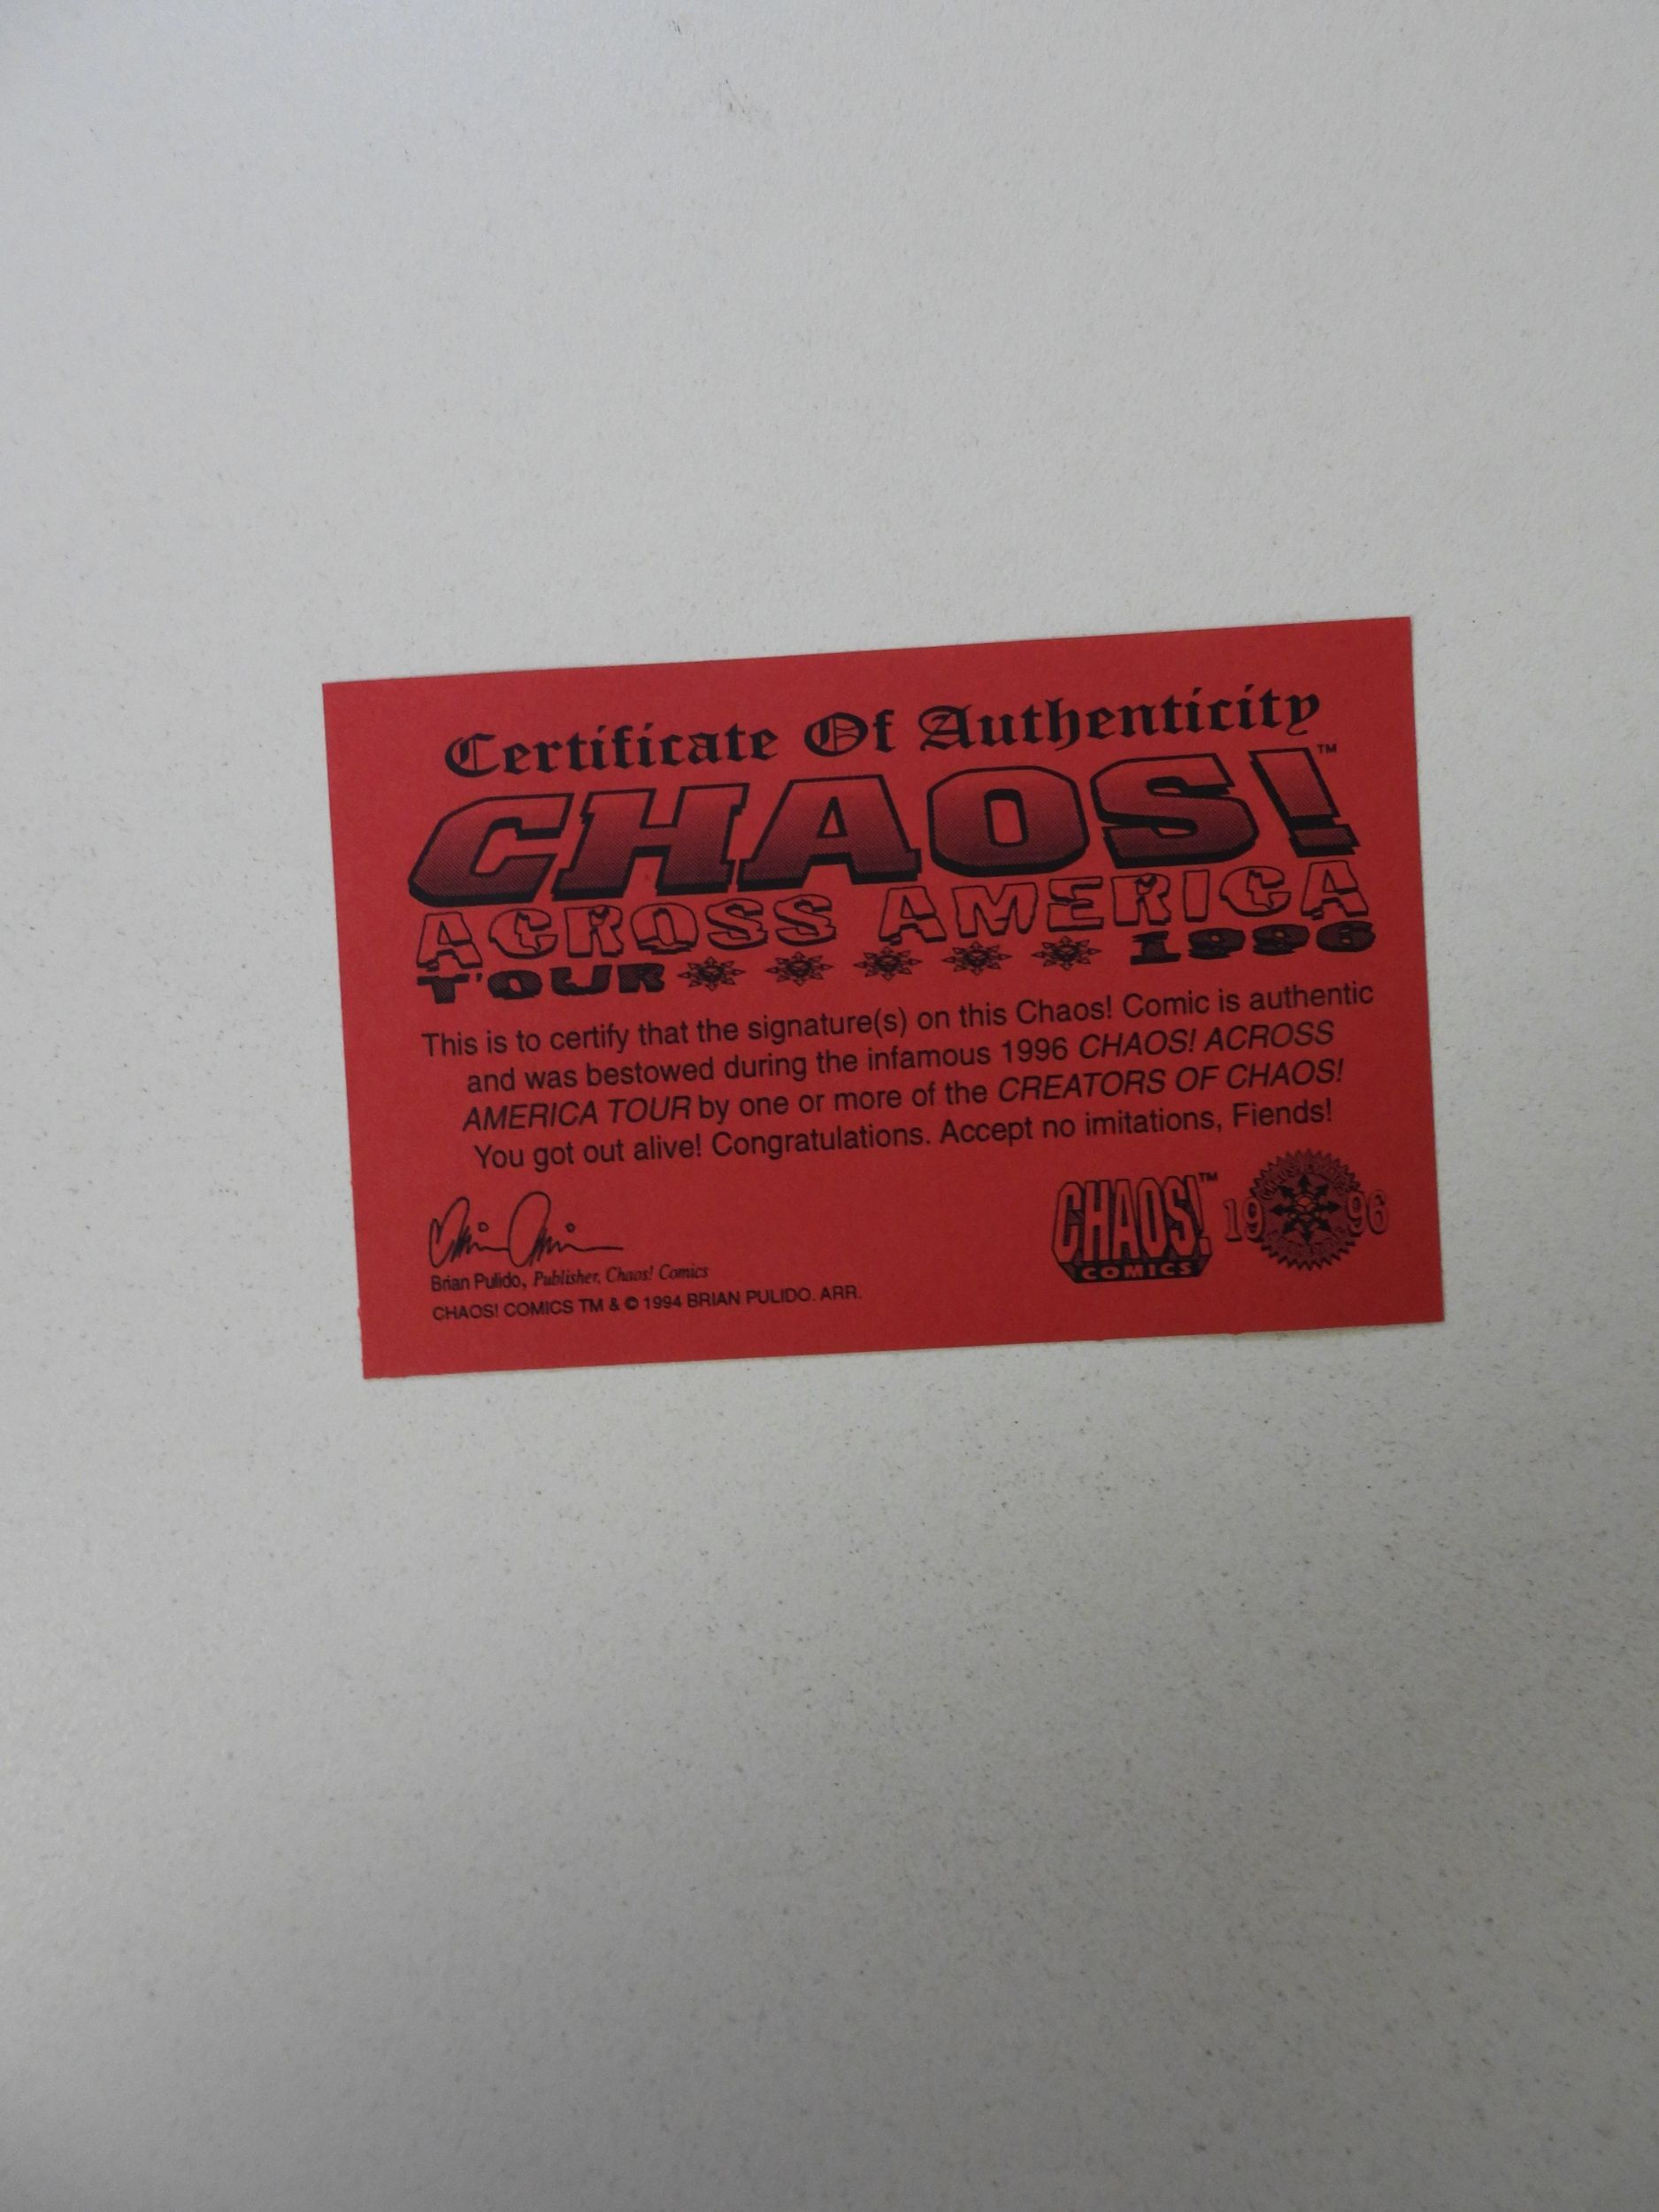 Certificate Of Authenticity
CHAOS!™
ACROSS AMERICA
TOUR 1996
This is to certify that the signature(s) on this Chaos! Comic is authentic
and was bestowed during the infamous 1996 CHAOS! ACROSS
AMERICA TOUR by one or more of the CREATORS OF CHAOS!
You got out alive! Congratulations. Accept no imitations, Fiends!
Brian Pulido, Publisher, Chaos! Comics
CHAOS! COMICS TM & © 1994 BRIAN PULIDO. ARR.
CHAOS!™
COMICS
1996